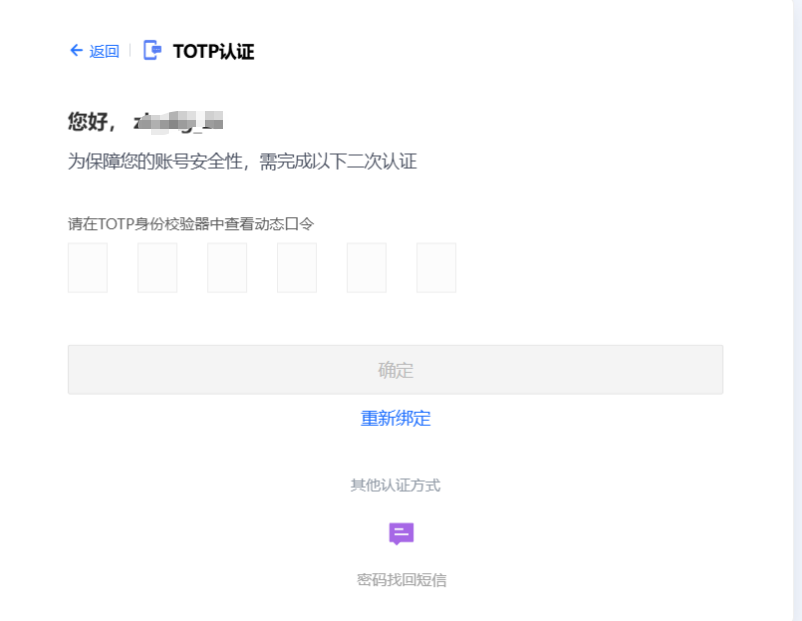 返回 TOTP认证
您好，
为保障您的账号安全性，需完成以下二次认证
请在TOTP身份校验器中查看动态口令
确定
重新绑定
其他认证方式
密码找回短信